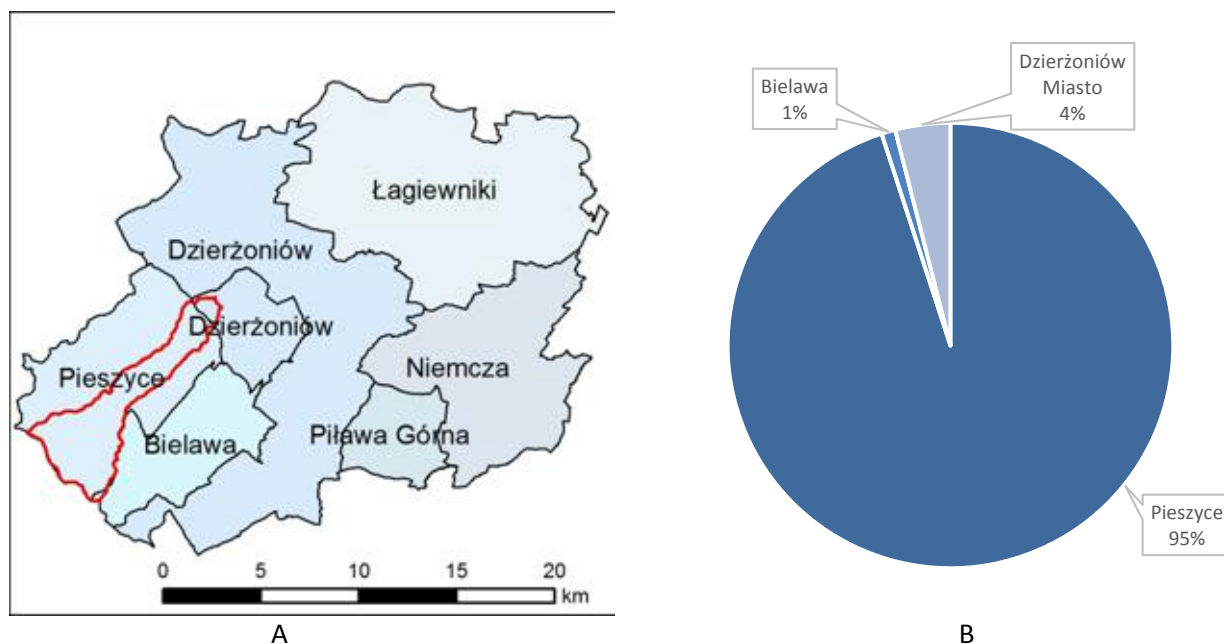 Łagiewniki
Dzierżoniów
Dzierżoniów
Pieszyce
Niemcza
Bielawa
Piława Górna
0 5 10 15 20
km
A
Bielawa
1%
Dzierżoniów
Miasto
4%
Pieszyce
95%
B